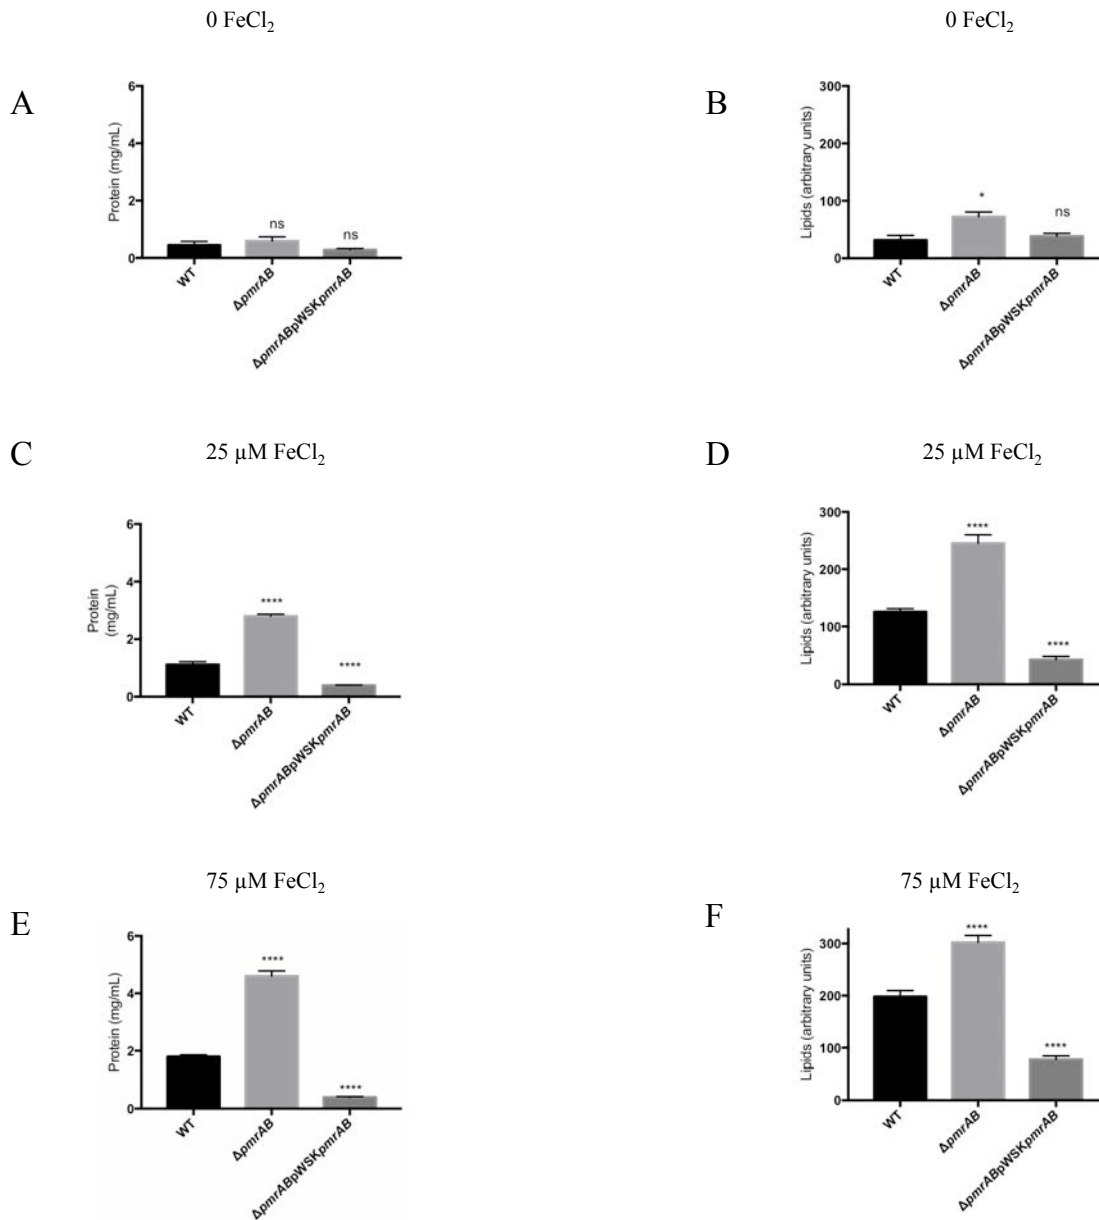 0 FeCl₂
0 FeCl₂
A
6
4
2
0
Protein (mg/mL)
ns
ns
WT
ΔpmrAB
ΔpmrABpWSKpmrAB
B
300
200
100
0
Lipids (arbitrary units)
*
ns
WT
ΔpmrAB
ΔpmrABpWSKpmrAB
C
25 µM FeCl₂
6
4
2
0
Protein
(mg/mL)
****
****
WT
ΔpmrAB
ΔpmrABpWSKpmrAB
D
25 µM FeCl₂
300
200
100
0
Lipids (arbitrary units)
****
****
WT
ΔpmrAB
ΔpmrABpWSKpmrAB
75 µM FeCl₂
E
6
4
2
0
Protein (mg/mL)
****
****
WT
ΔpmrAB
ΔpmrABpWSKpmrAB
75 µM FeCl₂
F
300
200
100
0
Lipids (arbitrary units)
****
****
WT
ΔpmrAB
ΔpmrABpWSKpmrAB